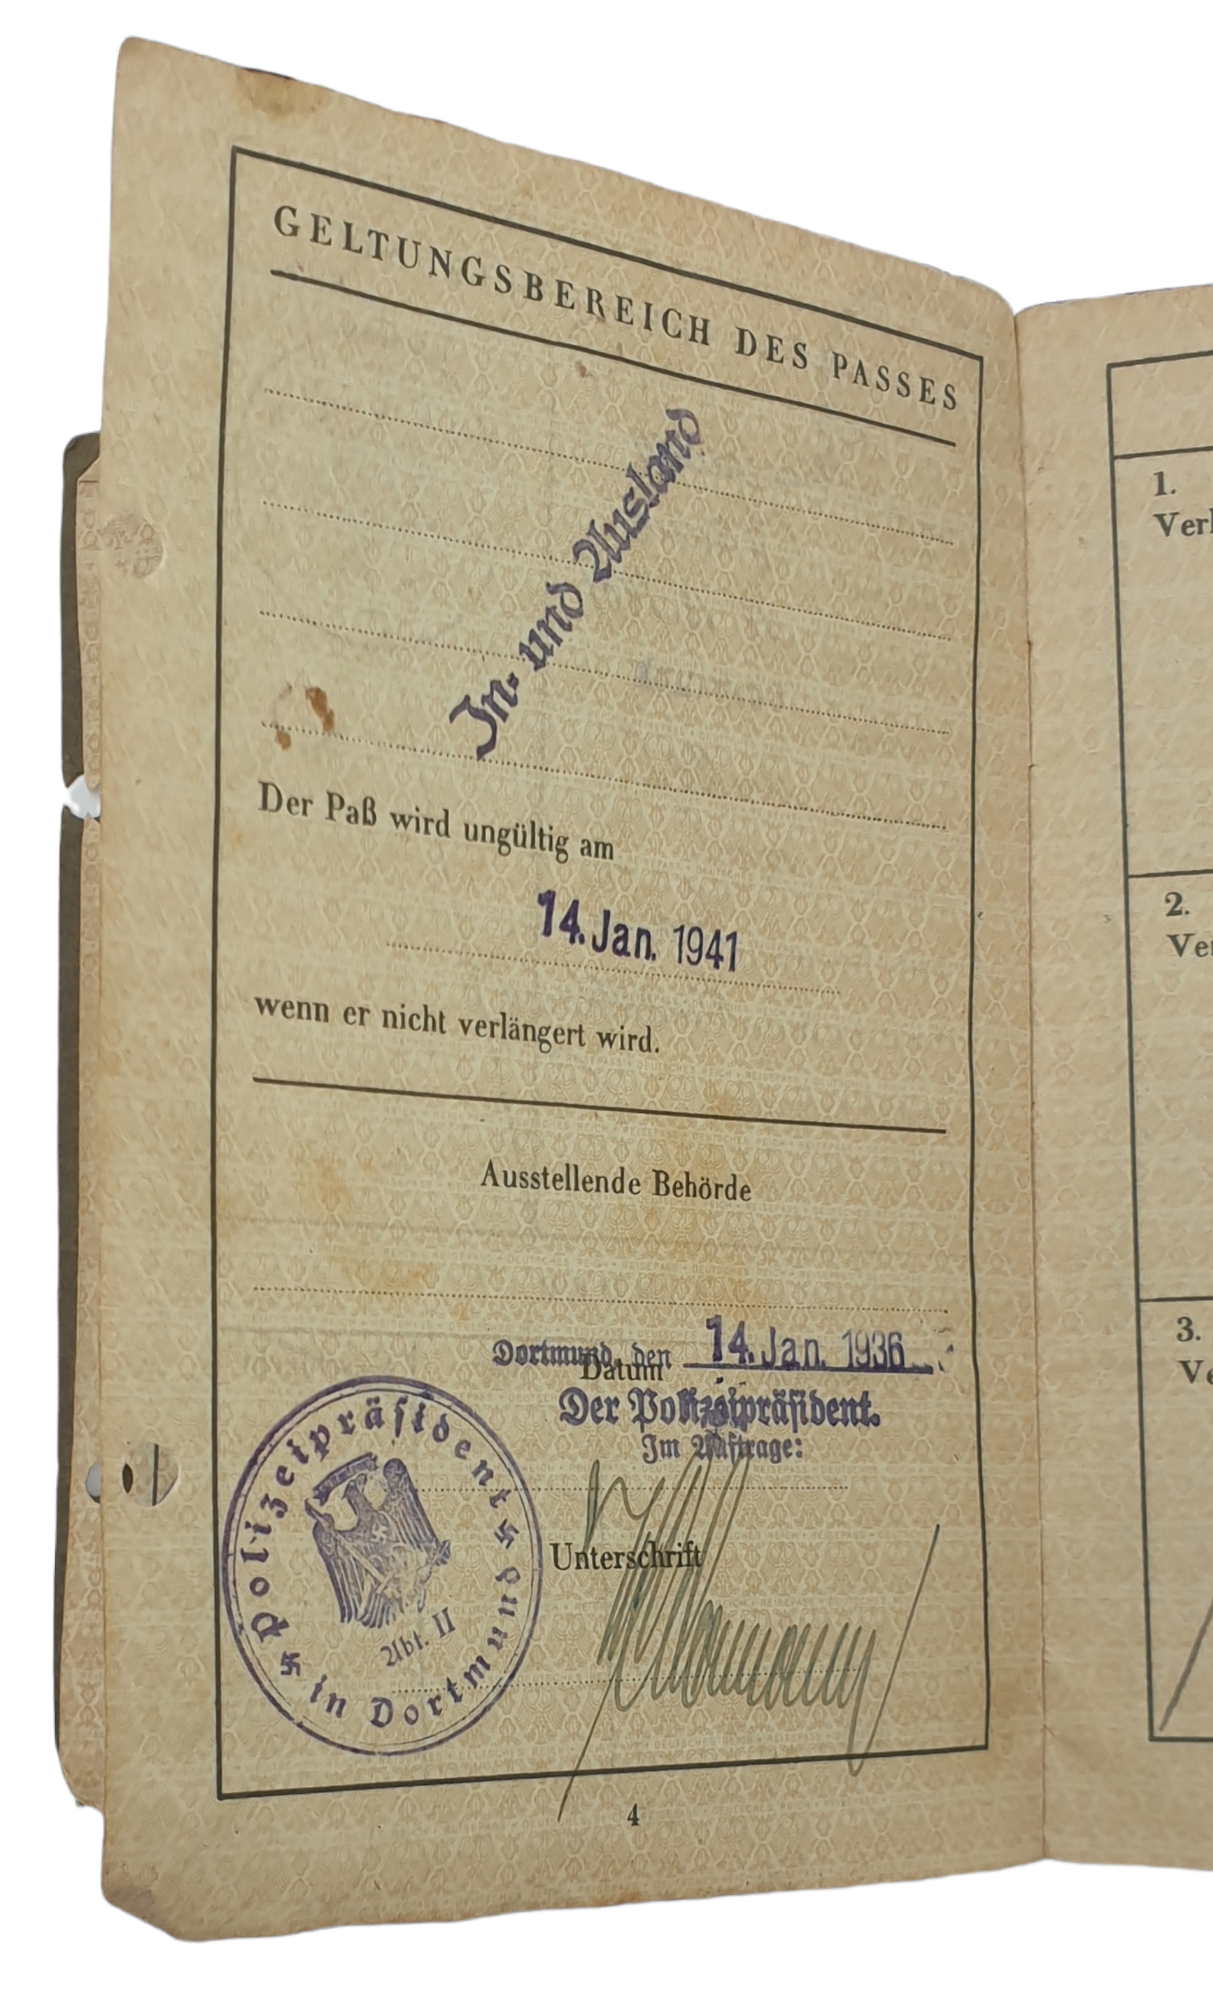 GELTUNGSBEREICH DES PASSES
In- und Ausland
Der Paß wird ungültig am
14. Jan. 1941
wenn er nicht verlängert wird.
Ausstellende Behörde
Dortmund, den 14. Jan. 1936
Datum
Der Polizeipräsident.
Im Auftrage:
Unterschrift
Polizeipräsident
in Dortmund
Abt. II
4
1.
2.
3.